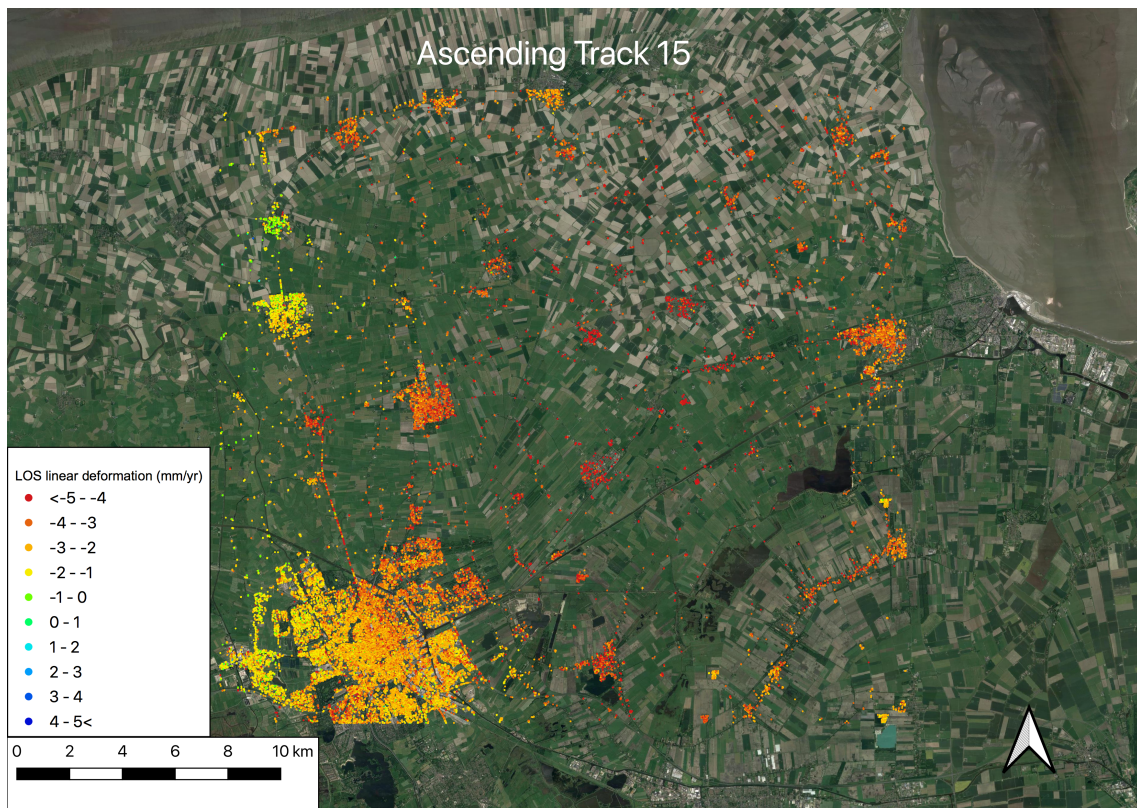 Ascending Track 15
LOS linear deformation (mm/yr)
<-5 - -4
-4 - -3
-3 - -2
-2 - -1
-1 - 0
0 - 1
1 - 2
2 - 3
3 - 4
4 - 5<
0 2 4 6 8 10 km